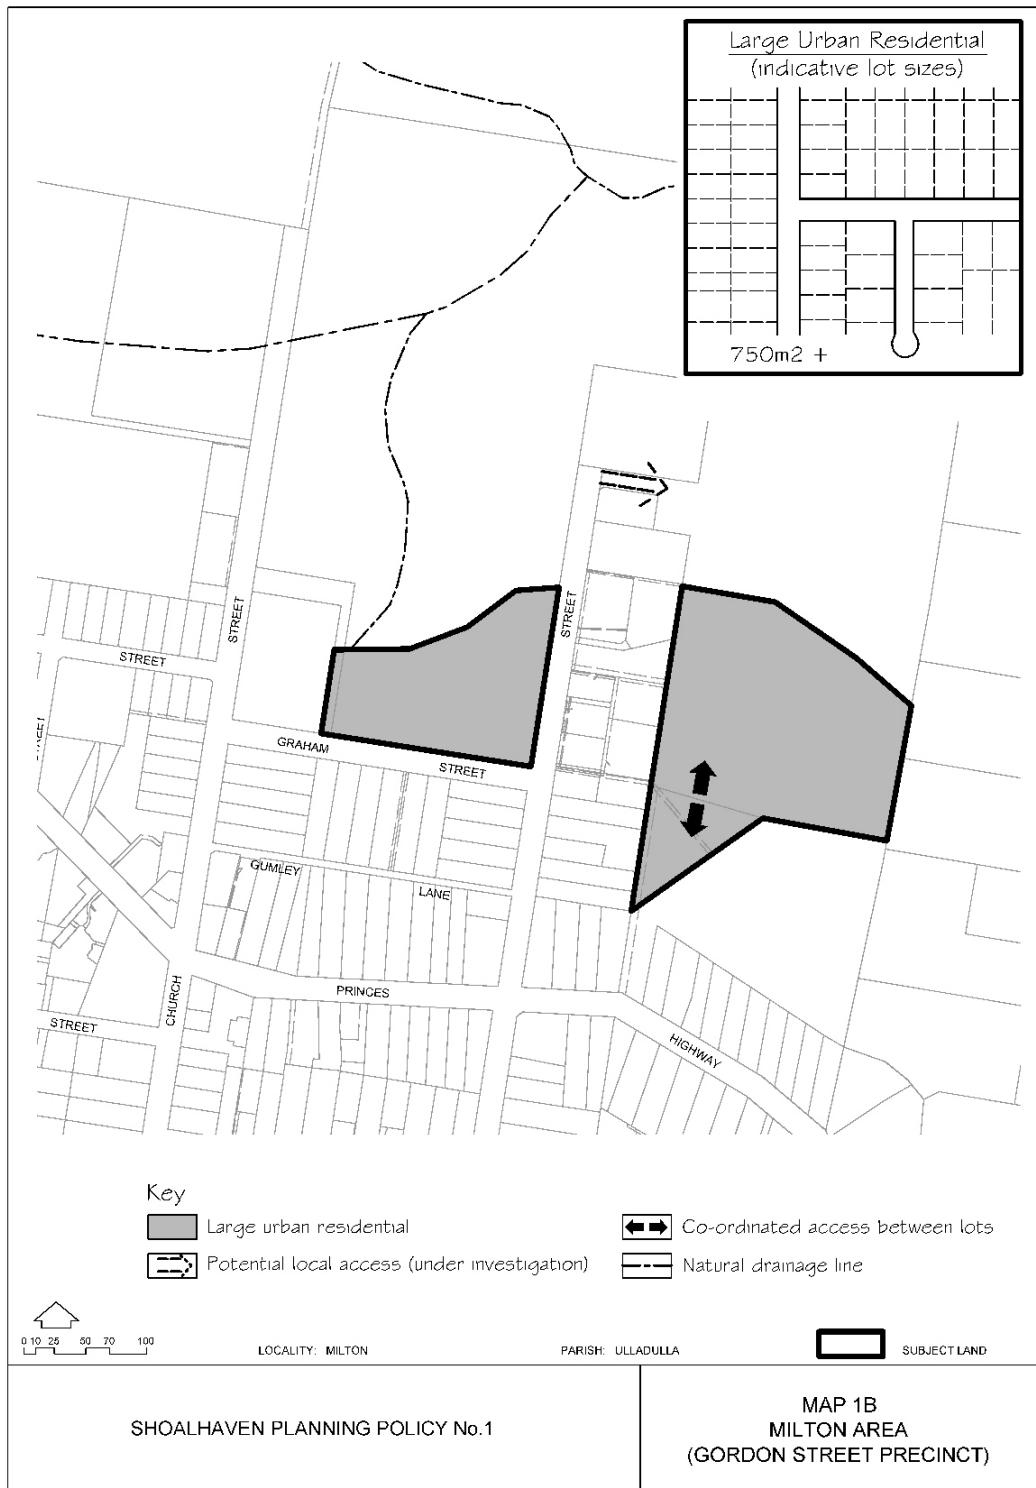 Large Urban Residential
(indicative lot sizes)
750m2 +
STREET
STREET
STREET
GRAHAM
STREET
GUMLEY
LANE
PRINCES
CHURCH
STREET
HIGHWAY
Key
Large urban residential
Co-ordinated access between lots
Potential local access (under investigation)
Natural drainage line
0 10 25 50 70 100
LOCALITY: MILTON
PARISH: ULLADULLA
SUBJECT LAND
SHOALHAVEN PLANNING POLICY No.1
MAP 1B
MILTON AREA
(GORDON STREET PRECINCT)